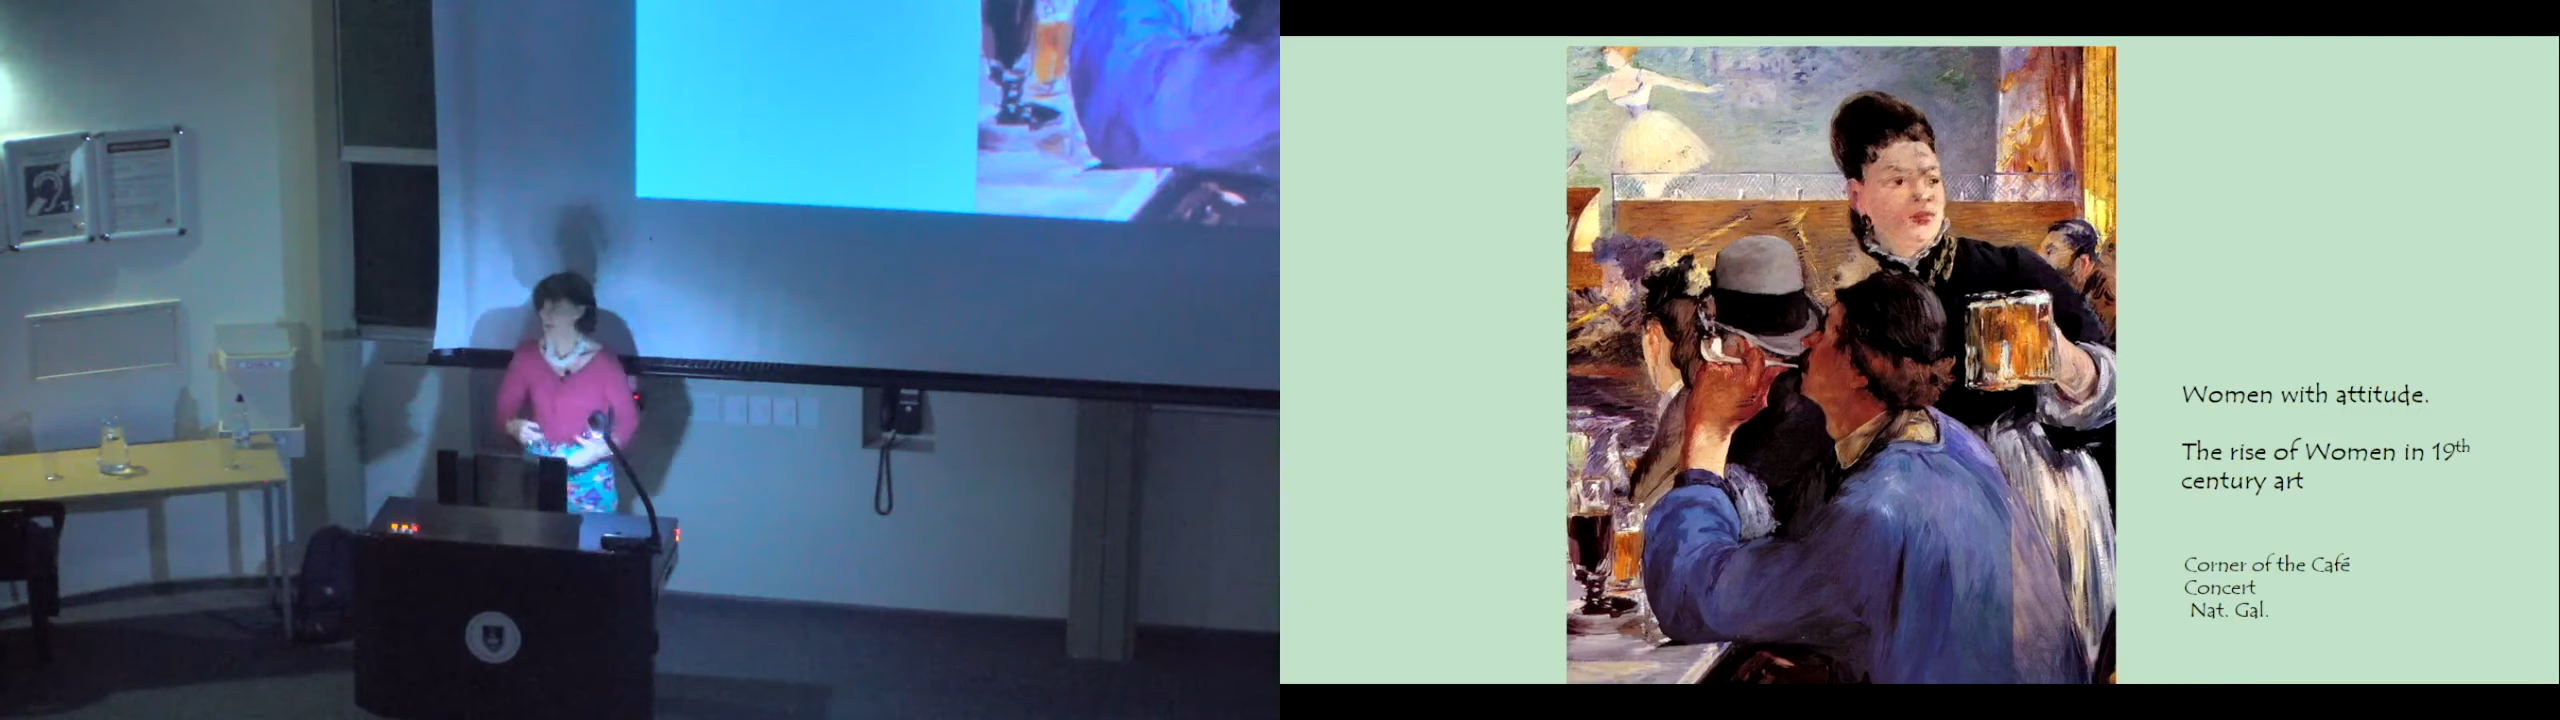 Women with attitude.
The rise of Women in 19th
century art
Corner of the Café
Concert
Nat. Gal.